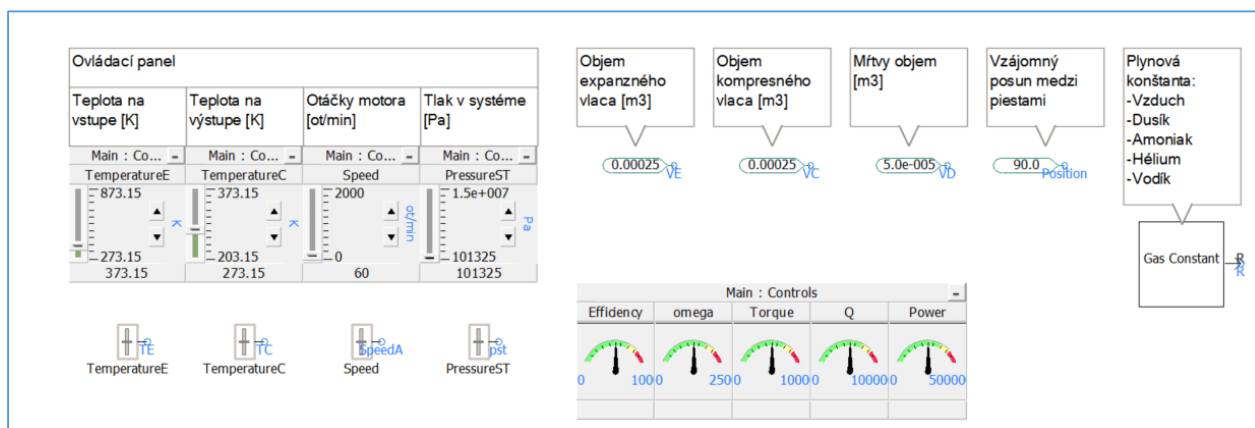 Ovládací panel
Teplota na
vstupe [K]
Teplota na
výstupe [K]
Otáčky motora
[ot/min]
Tlak v systéme
[Pa]
Main : Co...
Main : Co...
Main : Co...
Main : Co...
TemperatureE
TemperatureC
Speed
PressureST
873.15
273.15
K
373.15
203.15
K
2000
0
ot/min
1.5e+007
101325
Pa
373.15
273.15
60
101325
TE
TemperatureE
TC
TemperatureC
SpeedA
Speed
pst
PressureST
Objem
expanzného
vlaca [m3]
0.00025
VE
Objem
kompresného
vlaca [m3]
0.00025
VC
Mŕtvy objem
[m3]
5.0e-005
VD
Vzájomný
posun medzi
piestami
90.0
Position
Plynová
konštanta:
-Vzduch
-Dusík
-Amoniak
-Hélium
-Vodík
Gas Constant
R
R
Main : Controls
Effidency
omega
Torque
Q
Power
0 100
0 250
0 1000
0 10000
0 50000